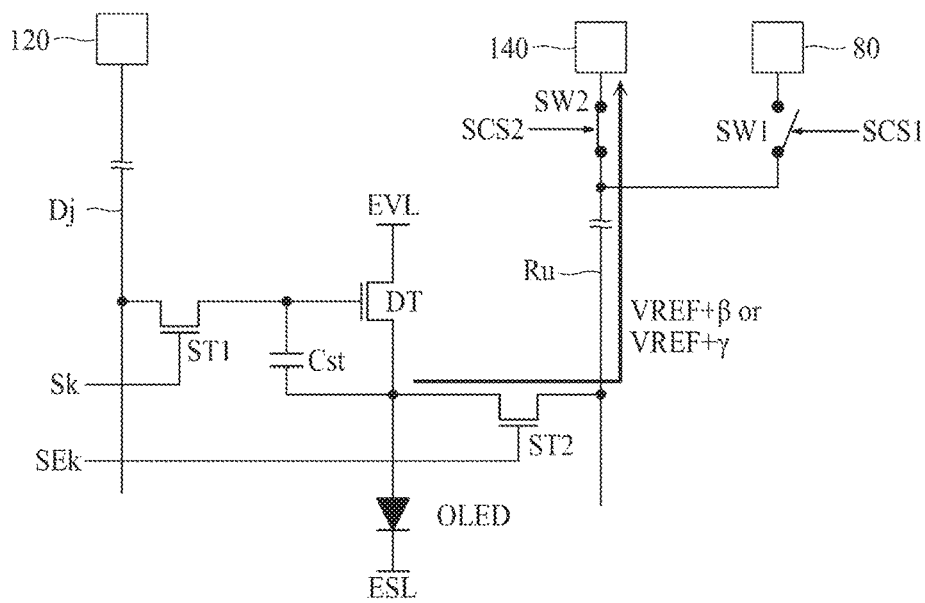 120
140
80
SW2
SCS2
SW1
SCS1
Dj
EVL
Ru
DT
VREF+β or
VREF+γ
ST1
Cst
Sk
ST2
SEk
OLED
ESL